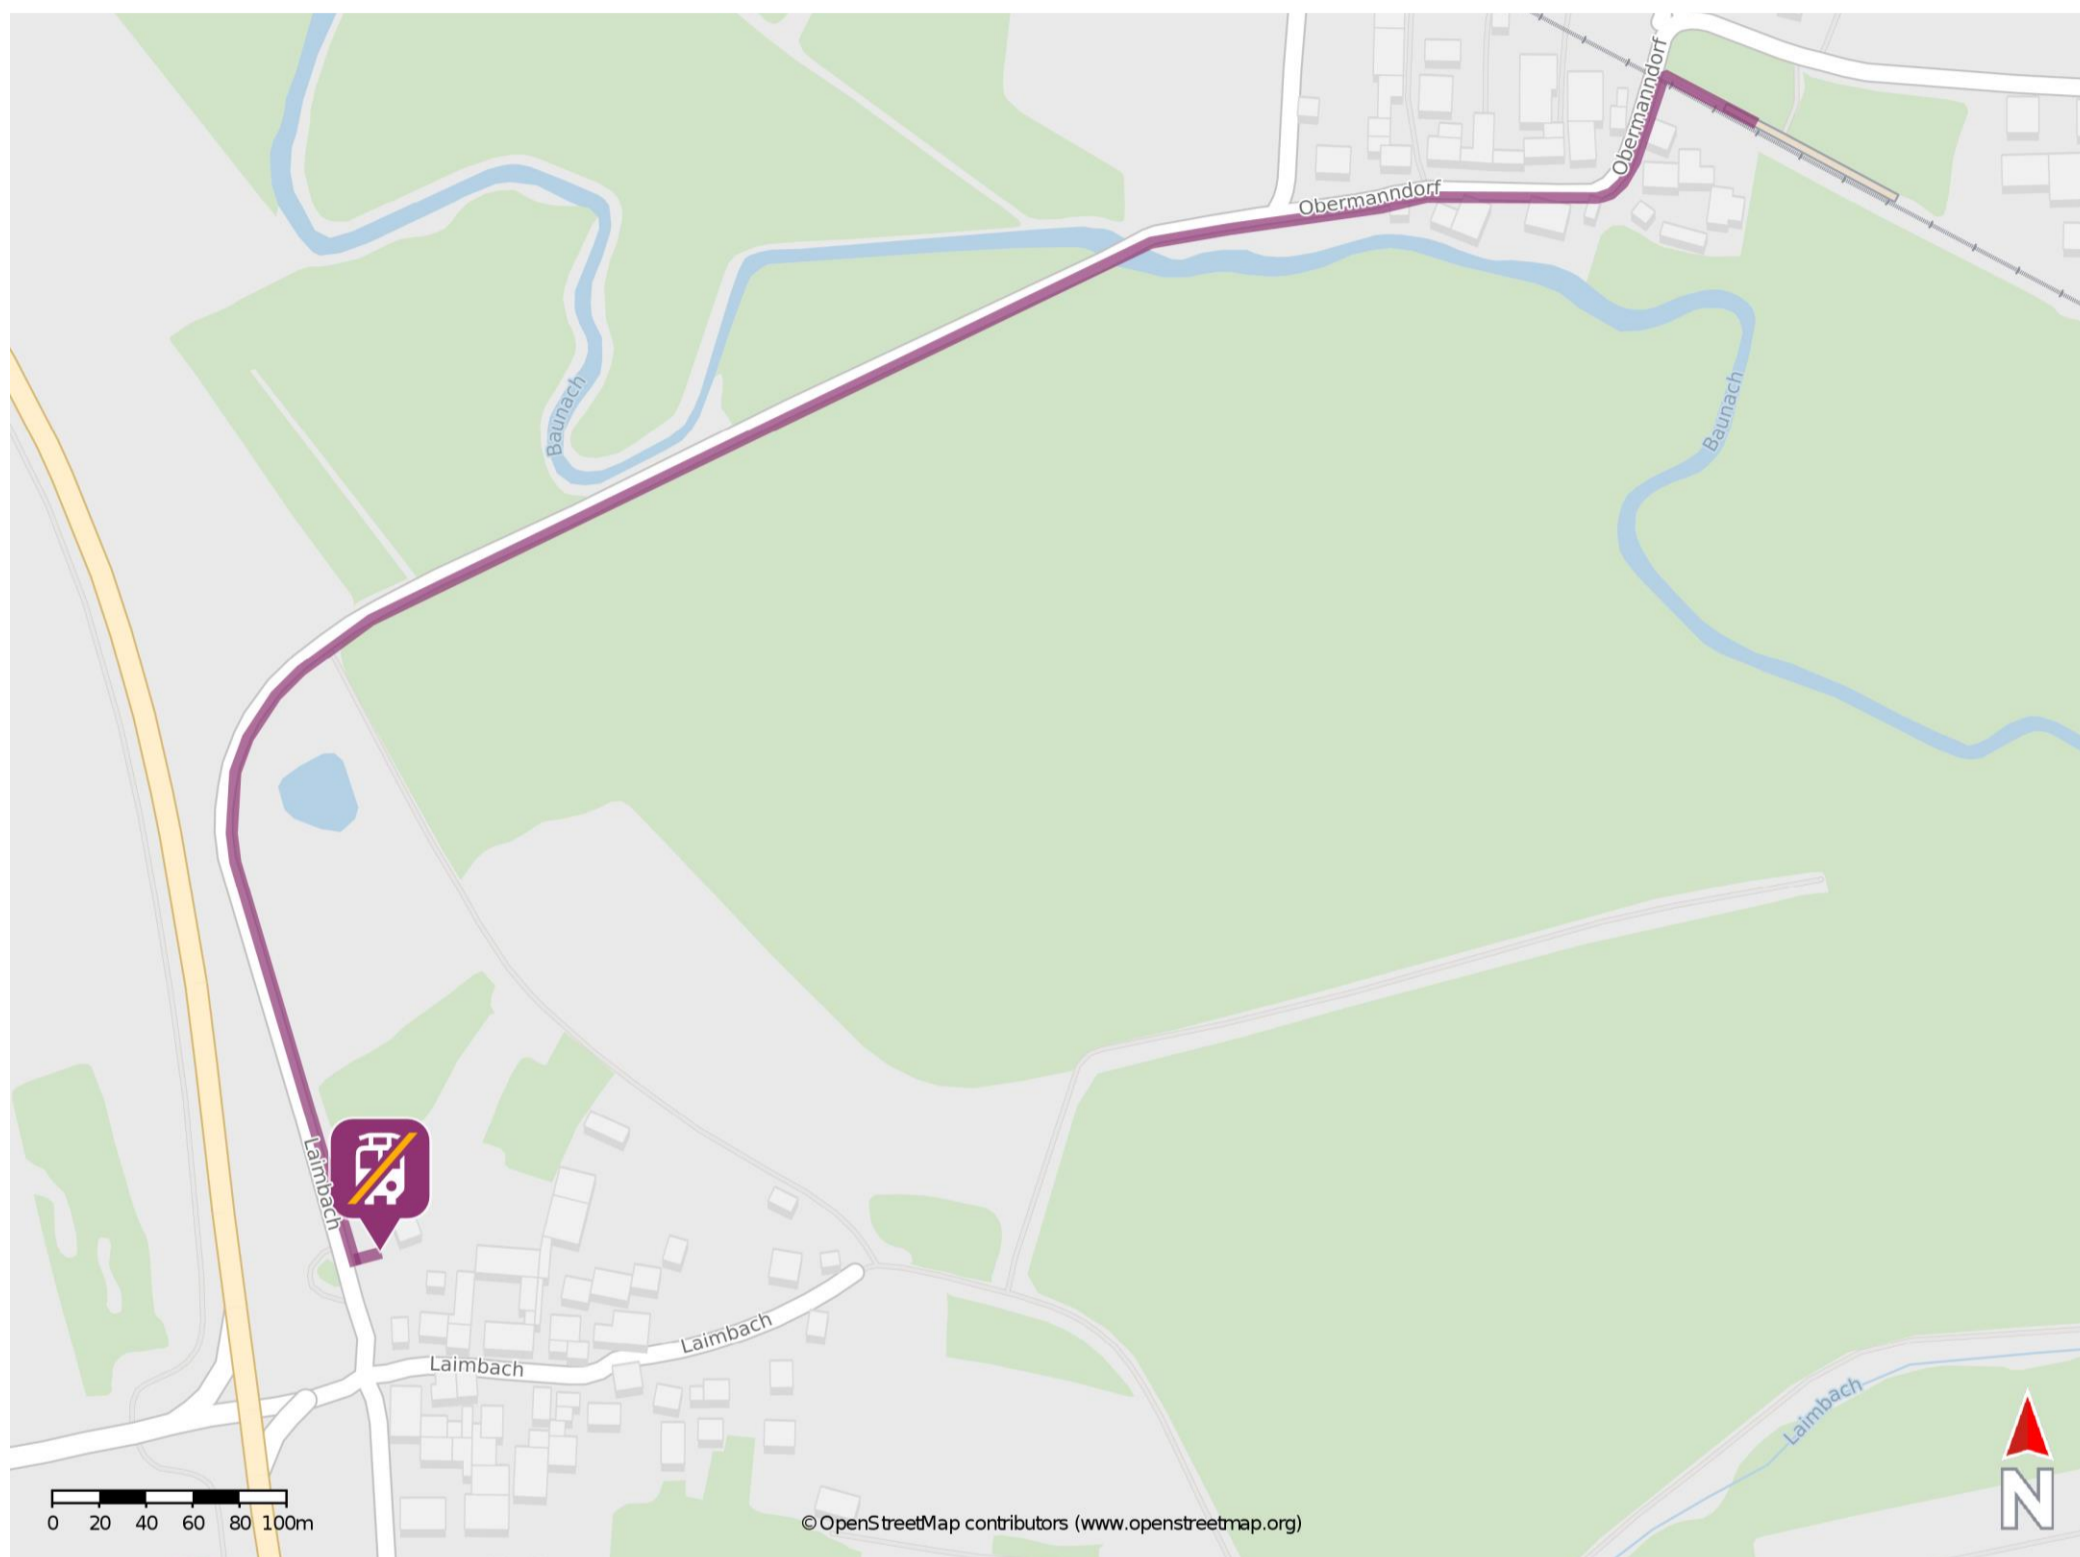 Obermanndorf
Obermanndorf
Baunach
Baunach
Laimbach
Laimbach
Laimbach
Laimbach
0 20 40 60 80 100m
© OpenStreetMap contributors (www.openstreetmap.org)
N